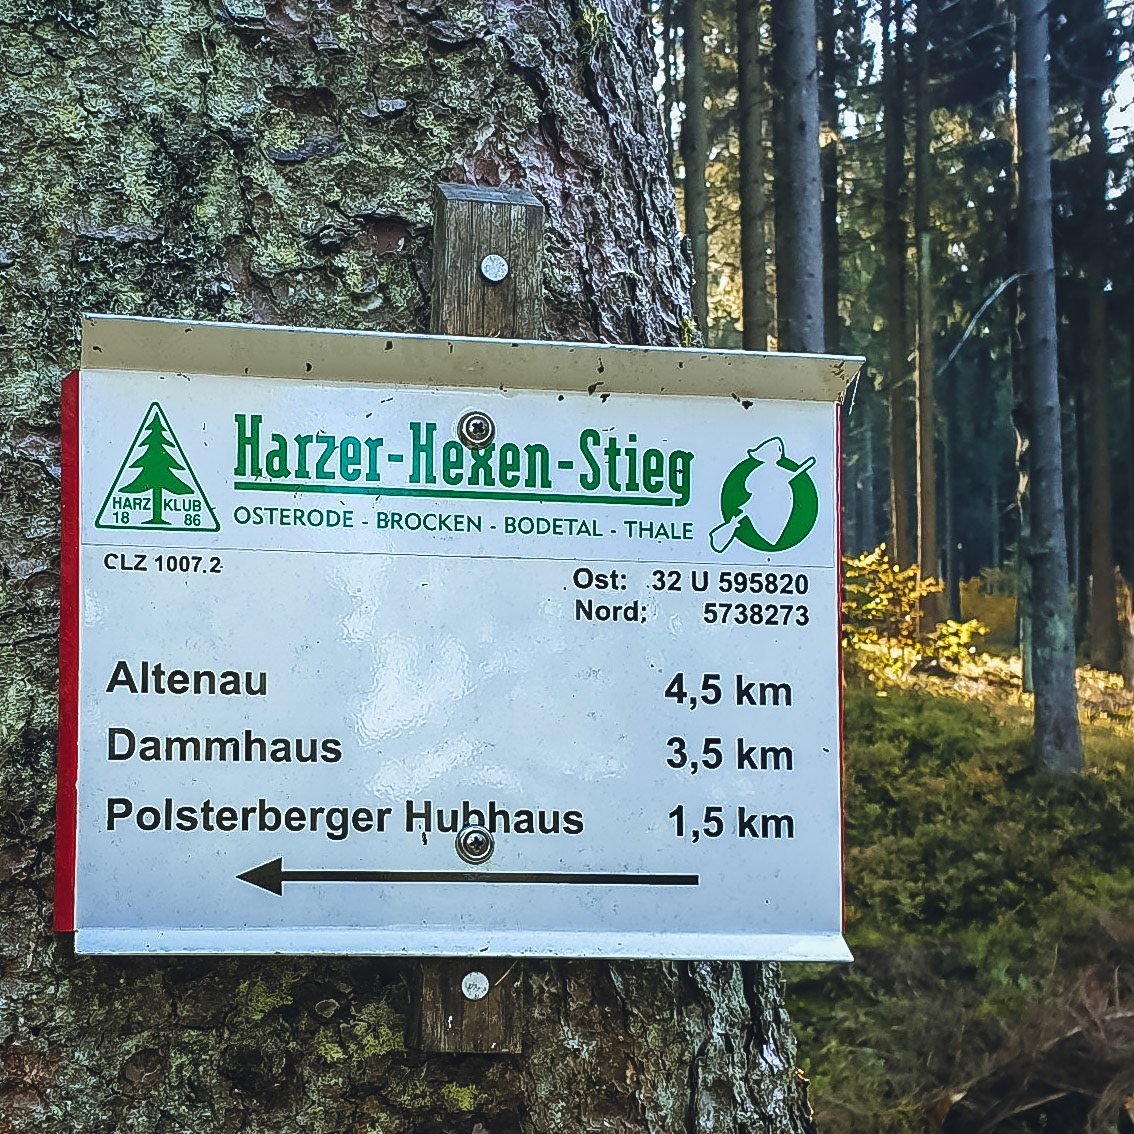 Harzer-Hexen-Stieg
OSTERODE - BROCKEN - BODETAL - THALE
HARZ KLUB
18 86
CLZ 1007.2
Ost: 32 U 595820
Nord: 5738273
Altenau 4,5 km
Dammhaus 3,5 km
Polsterberger Hubhaus 1,5 km